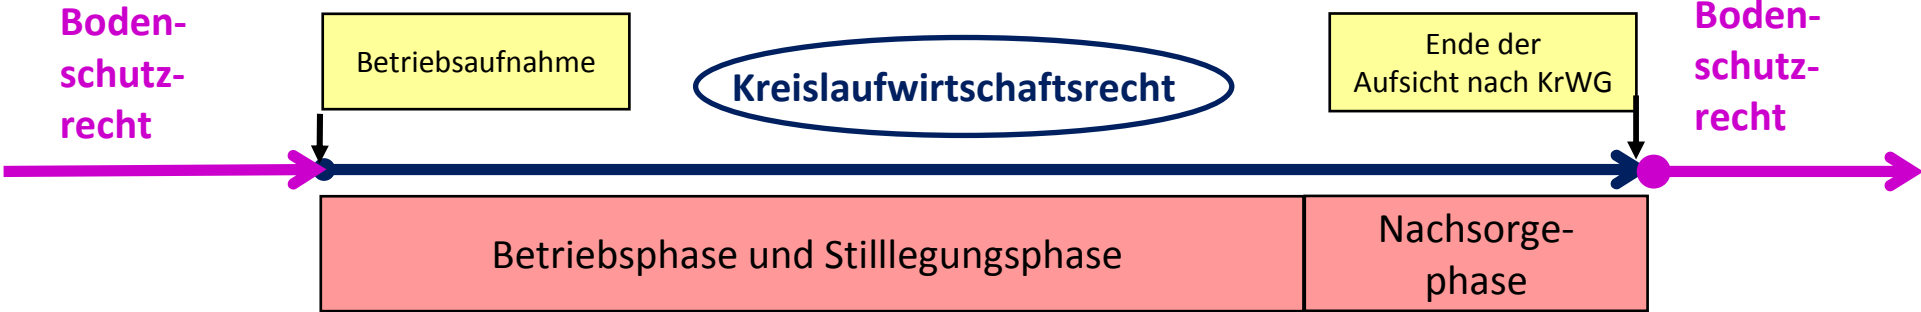 Boden-
schutz-
recht
Betriebsaufnahme
Kreislaufwirtschaftsrecht
Ende der
Aufsicht nach KrWG
Boden-
schutz-
recht
Betriebsphase und Stilllegungsphase
Nachsorge-
phase